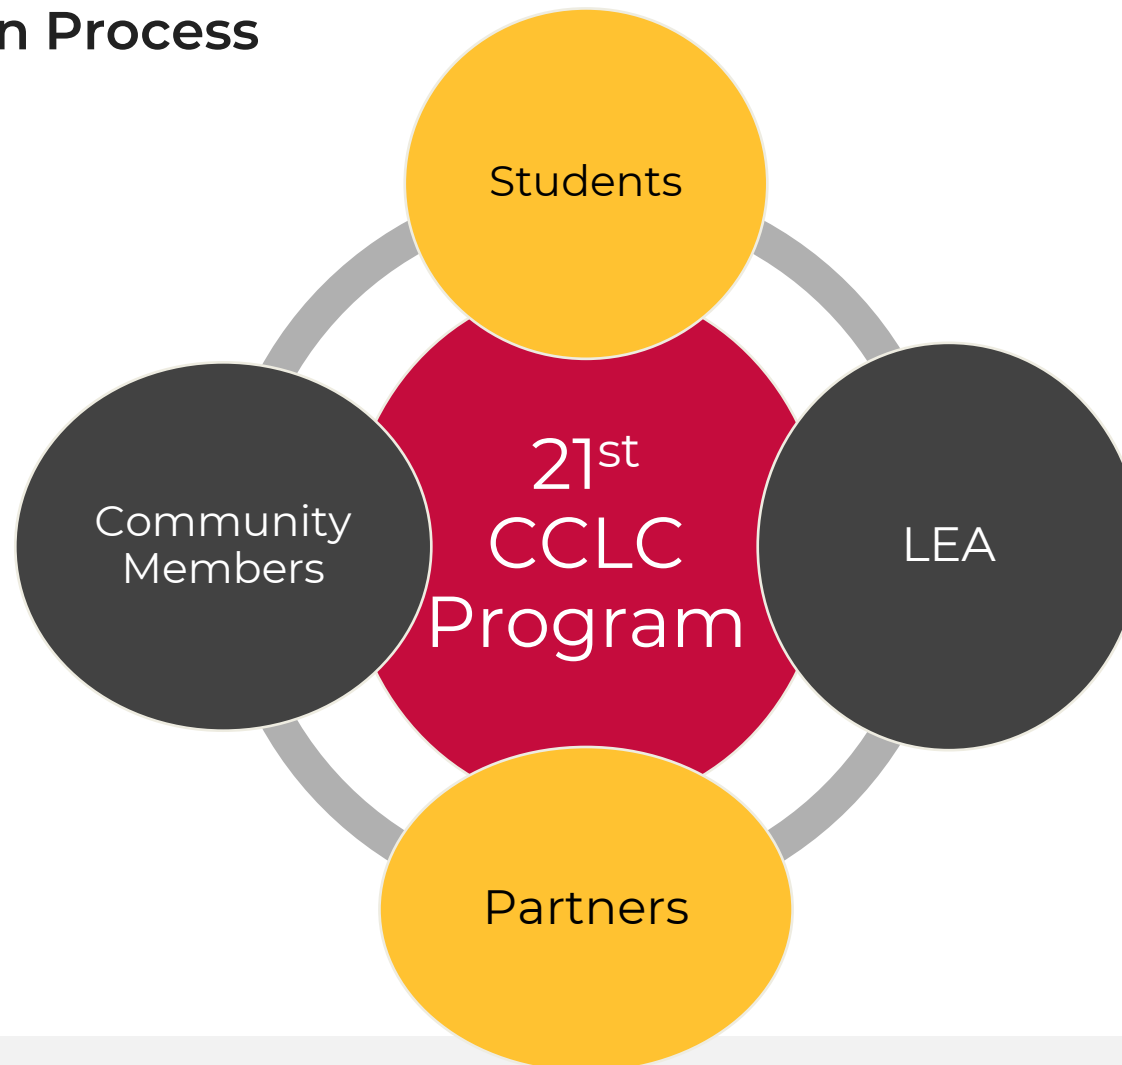 n Process
Students
21st
CCLC
Program
Community
Members
LEA
Partners